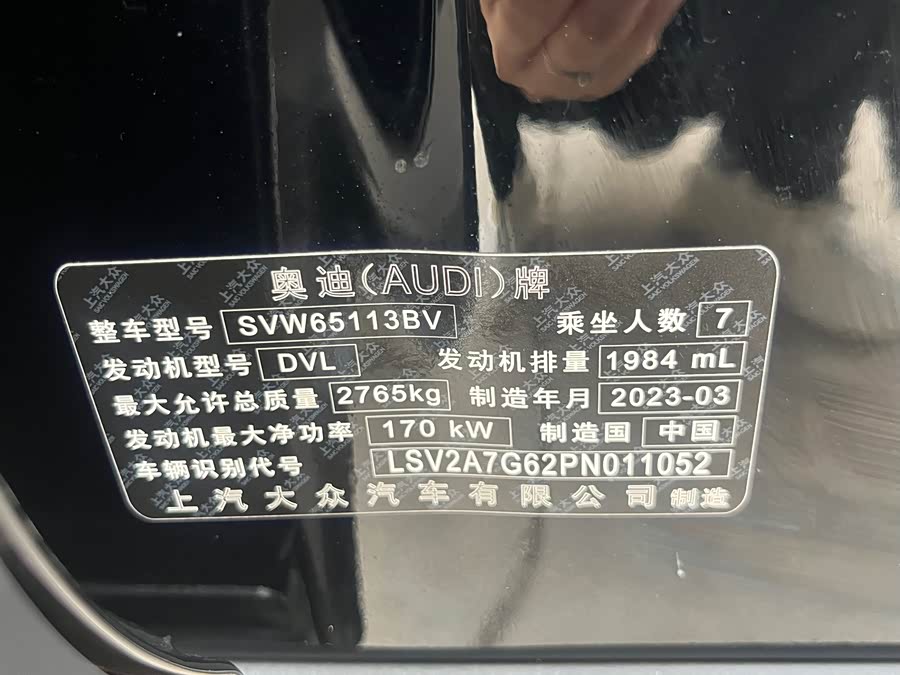 奥迪(AUDI)牌
整车型号 SVW65113BV 乘坐人数 7
发动机型号 DVL 发动机排量 1984 mL
最大允许总质量 2765kg 制造年月 2023-03
发动机最大净功率 170 kW 制造国 中国
车辆识别代号 LSV2A7G62PN011052
上汽大众汽车有限公司 制造